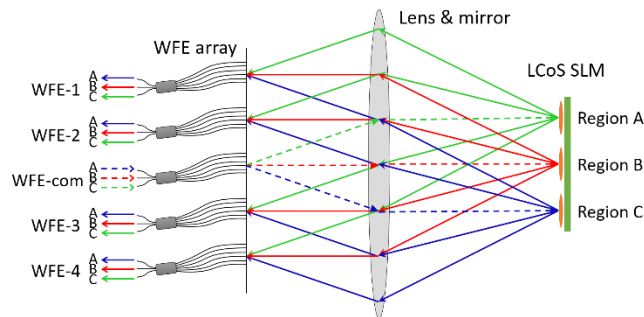 Lens & mirror
WFE array
LCoS SLM
A
B
C
WFE-1
A
B
C
WFE-2
A
B
C
WFE-com
A
B
C
WFE-3
A
B
C
WFE-4
Region A
Region B
Region C